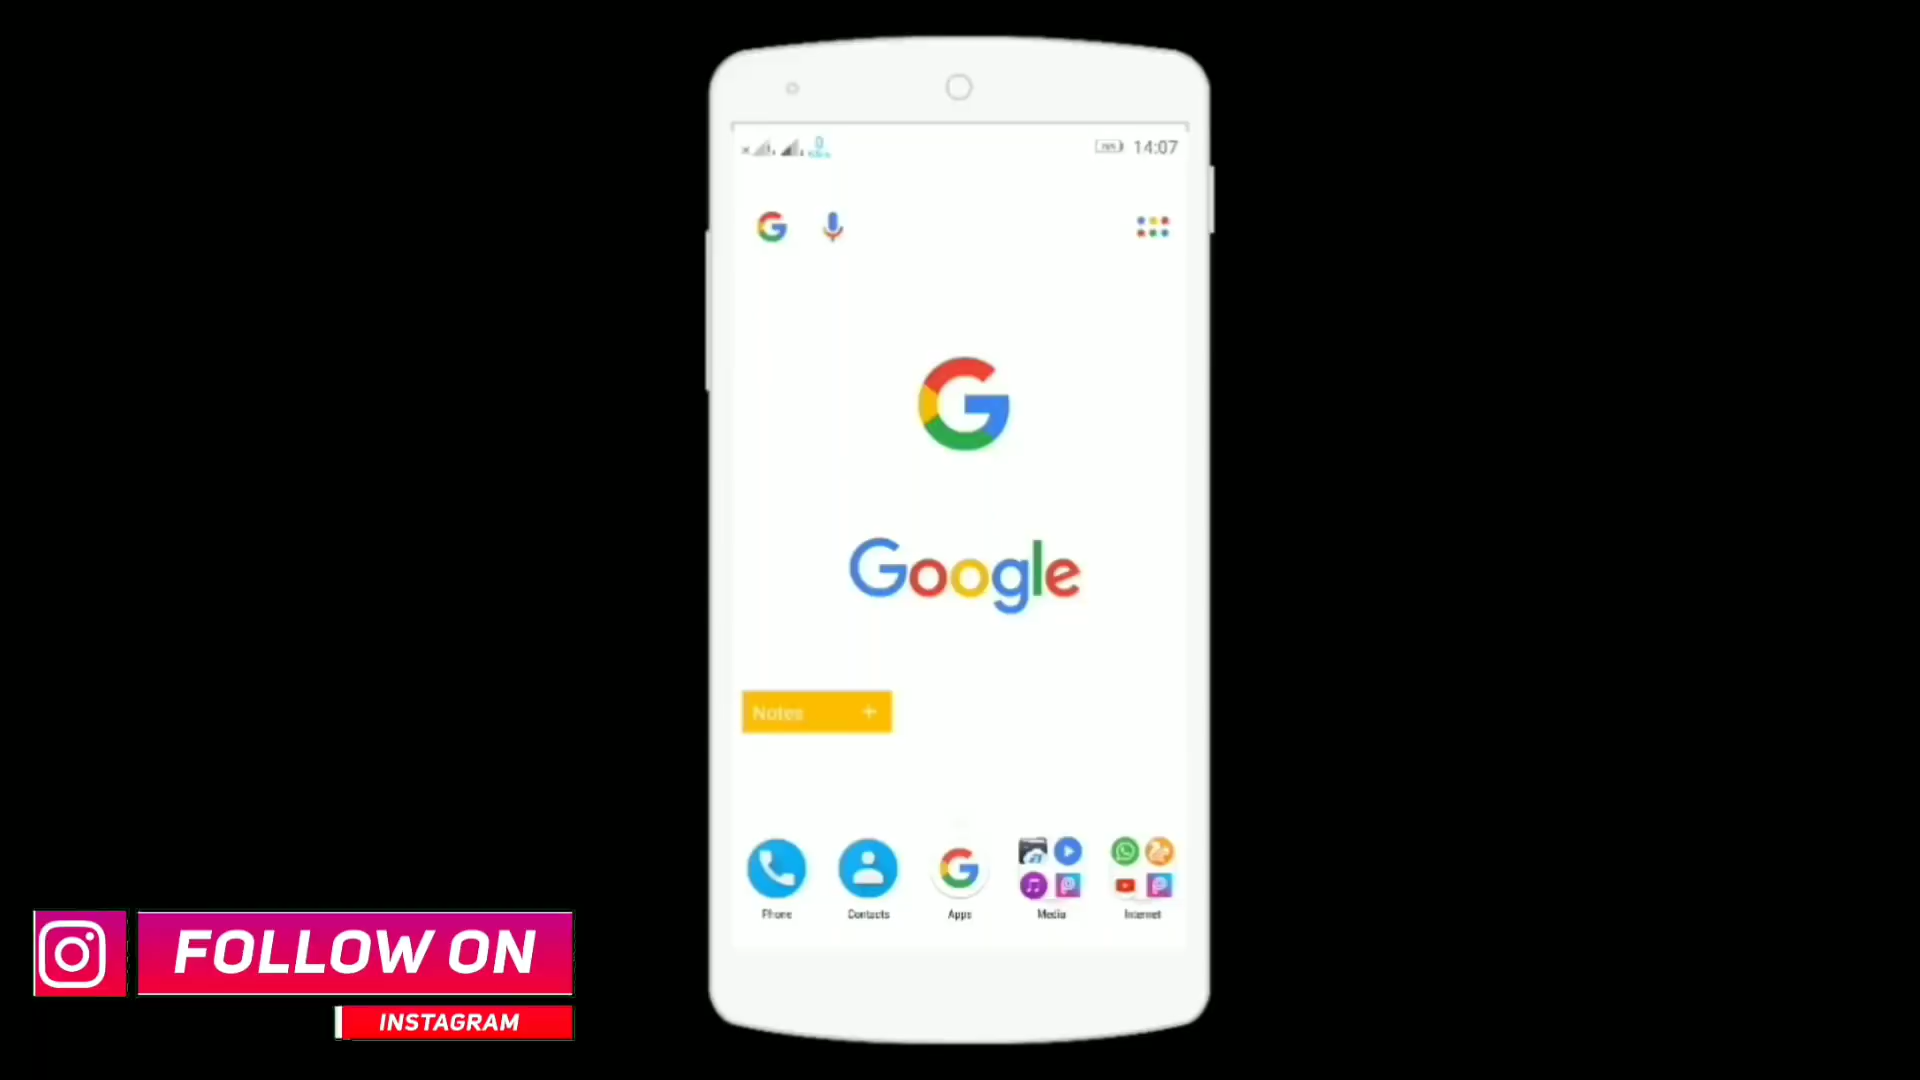 14:07
Google
Notes +
Phone
Contacts
Apps
Media
Internet
FOLLOW ON
INSTAGRAM